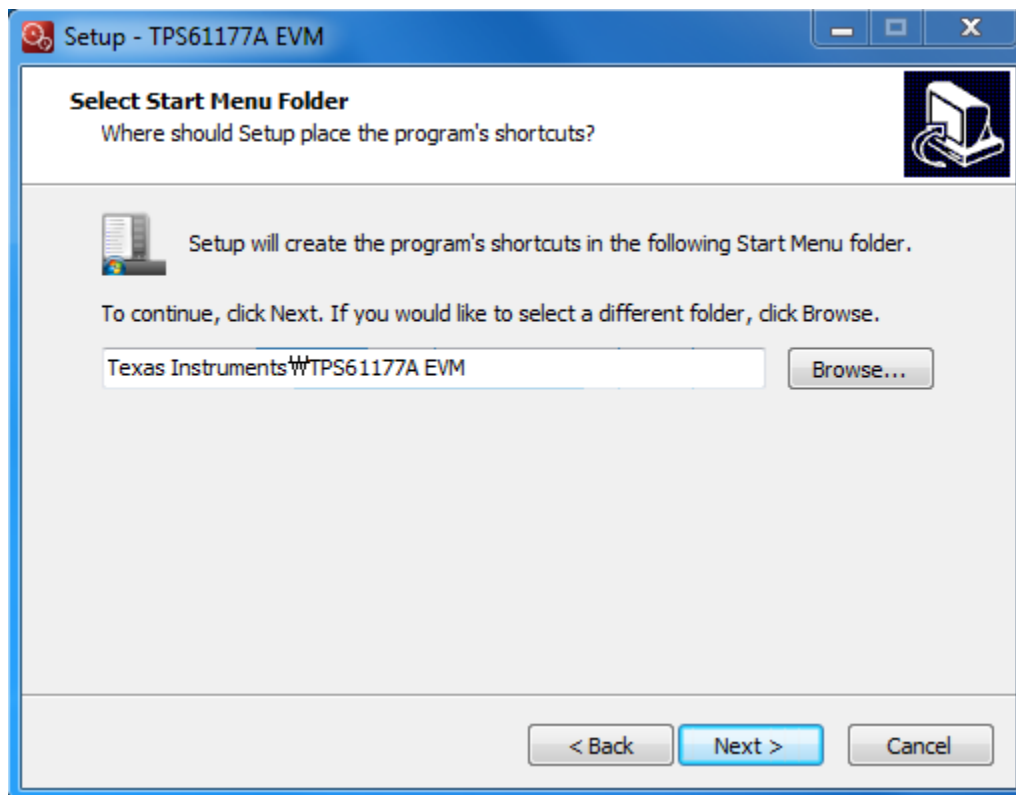 Setup - TPS61177A EVM
Select Start Menu Folder
Where should Setup place the program's shortcuts?
Setup will create the program's shortcuts in the following Start Menu folder.
To continue, click Next. If you would like to select a different folder, click Browse.
Texas Instruments₩TPS61177A EVM
Browse...
< Back
Next >
Cancel